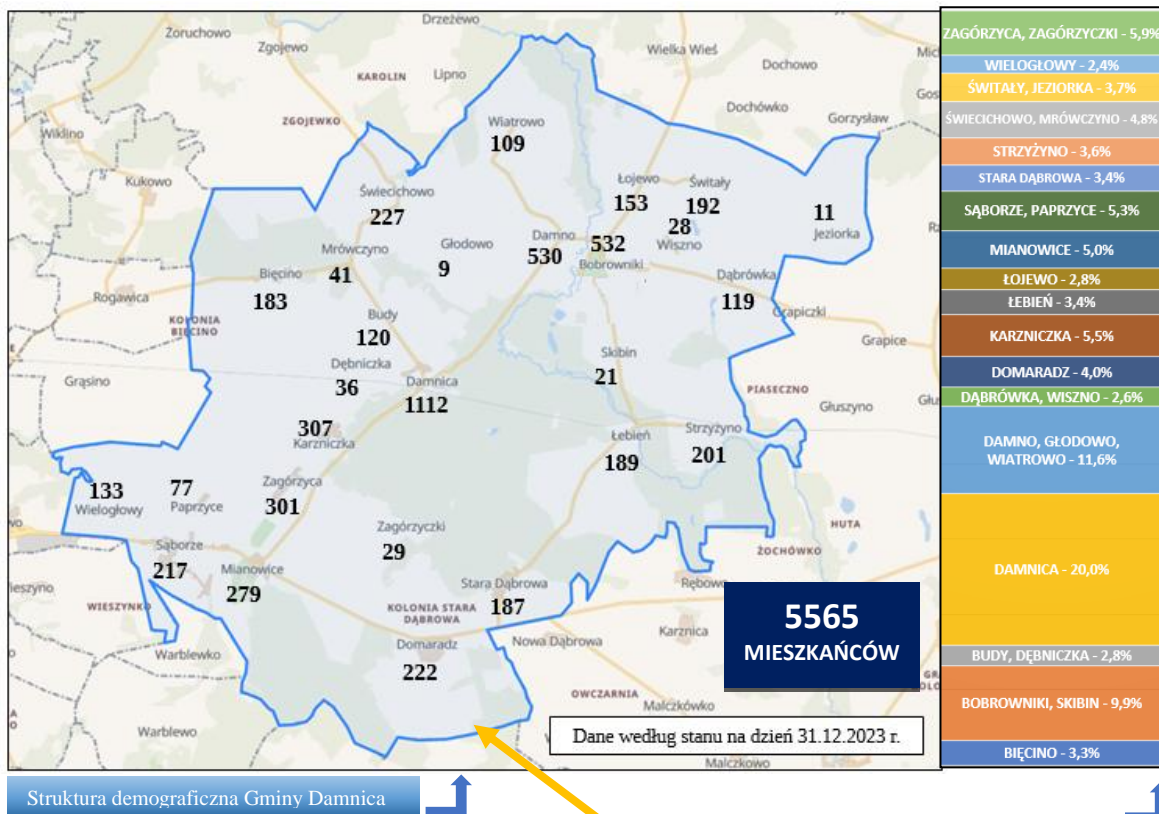 Drzeżewo
Zoruchowo
Zgojewo
Wielka Wieś
KAROLIN
Lipno
Dochowo
Dochówko
Gorzysław
ZGOJEWKO
Wiatrowo
109
Wiklino
Kukowo
Świecichowo
227
Łojewo
153
Świtały
192
28
Wiszno
11
Jeziorka
Mrówczyno
41
Głodowo
9
Damno
530
532
Bobrowniki
Bięcino
183
Dąbrówka
119
Rogawica
KOLONIA
BIĘCINO
Budy
120
Grapiczki
Grapice
Dębniczka
36
Damnica
1112
Skibin
21
Grąsino
PIASECZNO
Głuszyno
307
Karzniczka
Łebień
189
Strzyżyno
201
133
Wielogłowy
77
Paprzyce
Zagórzyca
301
Zagórzyczki
29
HUTA
ŻOCHÓWKO
Sąborze
217
Mianowice
279
Stara Dąbrowa
187
Rębowo
WIESZYNKO
KOLONIA STARA
DĄBROWA
Domaradz
222
Nowa Dąbrowa
Karznica
Warblewko
Warblewo
OWCZARNIA
Malczkówko
Malczkowo
5565
MIESZKAŃCÓW
Dane według stanu na dzień 31.12.2023 r.
ZAGÓRZYCA, ZAGÓRZYCZKI - 5,9%
WIELOGŁOWY - 2,4%
ŚWITAŁY, JEZIORKA - 3,7%
ŚWIECICHOWO, MRÓWCZYNO - 4,8%
STRZYŻYNO - 3,6%
STARA DĄBROWA - 3,4%
SĄBORZE, PAPRZYCE - 5,3%
MIANOWICE - 5,0%
ŁOJEWO - 2,8%
ŁEBIEŃ - 3,4%
KARZNICZKA - 5,5%
DOMARADZ - 4,0%
DĄBRÓWKA, WISZNO - 2,6%
DAMNO, GŁODOWO,
WIATROWO - 11,6%
DAMNICA - 20,0%
BUDY, DĘBNICZKA - 2,8%
BOBROWNIKI, SKIBIN - 9,9%
BIĘCINO - 3,3%
Struktura demograficzna Gminy Damnica